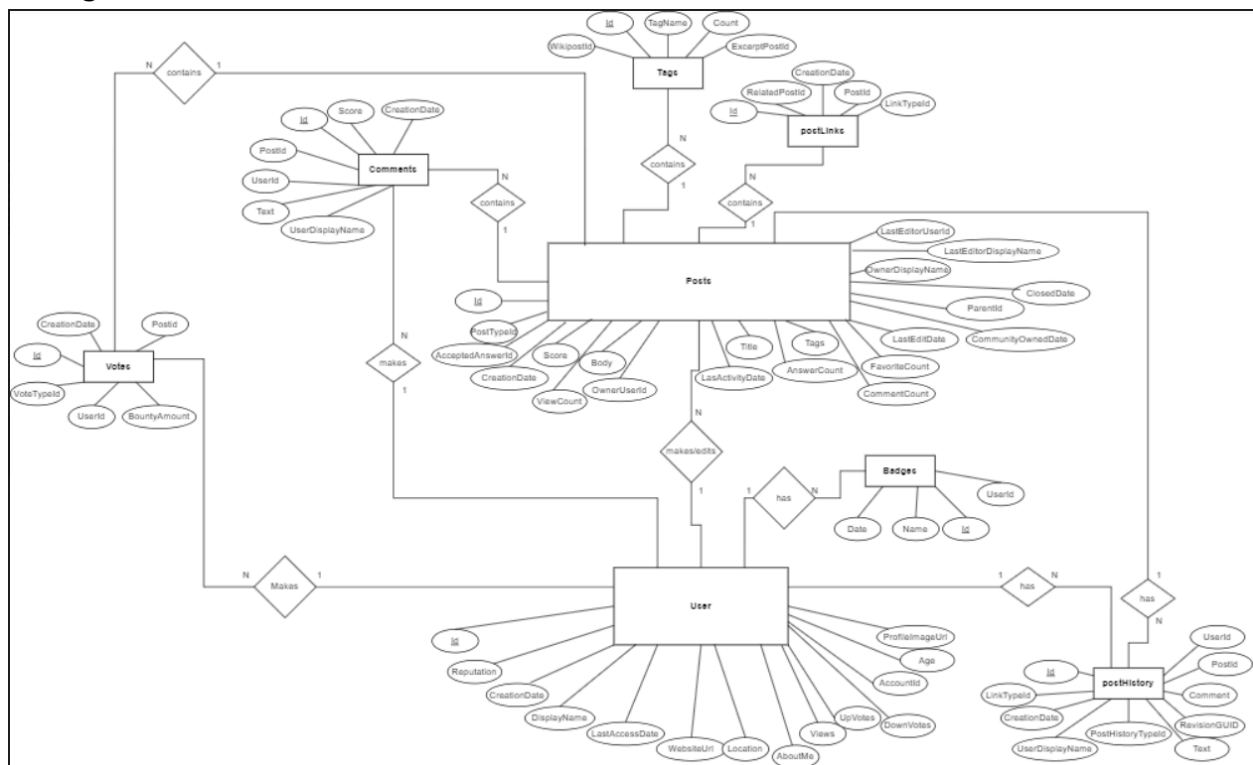 Id
TagName
Count
WikipostId
ExcerptPostId
Tags
N
contains
1
CreationDate
RelatedPostId
PostId
Id
LinkTypeId
postLinks
Id
Score
CreationDate
PostId
Comments
UserId
Text
UserDisplayName
N
contains
1
N
contains
1
N
contains
1
LastEditorUserId
LastEditorDisplayName
OwnerDisplayName
Posts
ClosedDate
Id
ParentId
PostTypeId
CommunityOwnedDate
AcceptedAnswerId
Score
Body
Title
Tags
LastEditDate
CreationDate
LasActivityDate
AnswerCount
FavoriteCount
ViewCount
OwnerUserId
CommentCount
CreationDate
Postid
Id
Votes
VoteTypeId
UserId
BountyAmount
N
makes
1
N
makes/edits
1
Badges
UserId
1
has
N
Date
Name
Id
N
Makes
1
User
1
has
N
1
has
N
Id
Reputation
CreationDate
DisplayName
LastAccessDate
WebsiteUrl
Location
AboutMe
Views
UpVotes
DownVotes
AccountId
Age
ProfileImageUrl
UserId
Id
PostId
LinkTypeId
postHistory
Comment
CreationDate
RevisionGUID
UserDisplayName
PostHistoryTypeId
Text